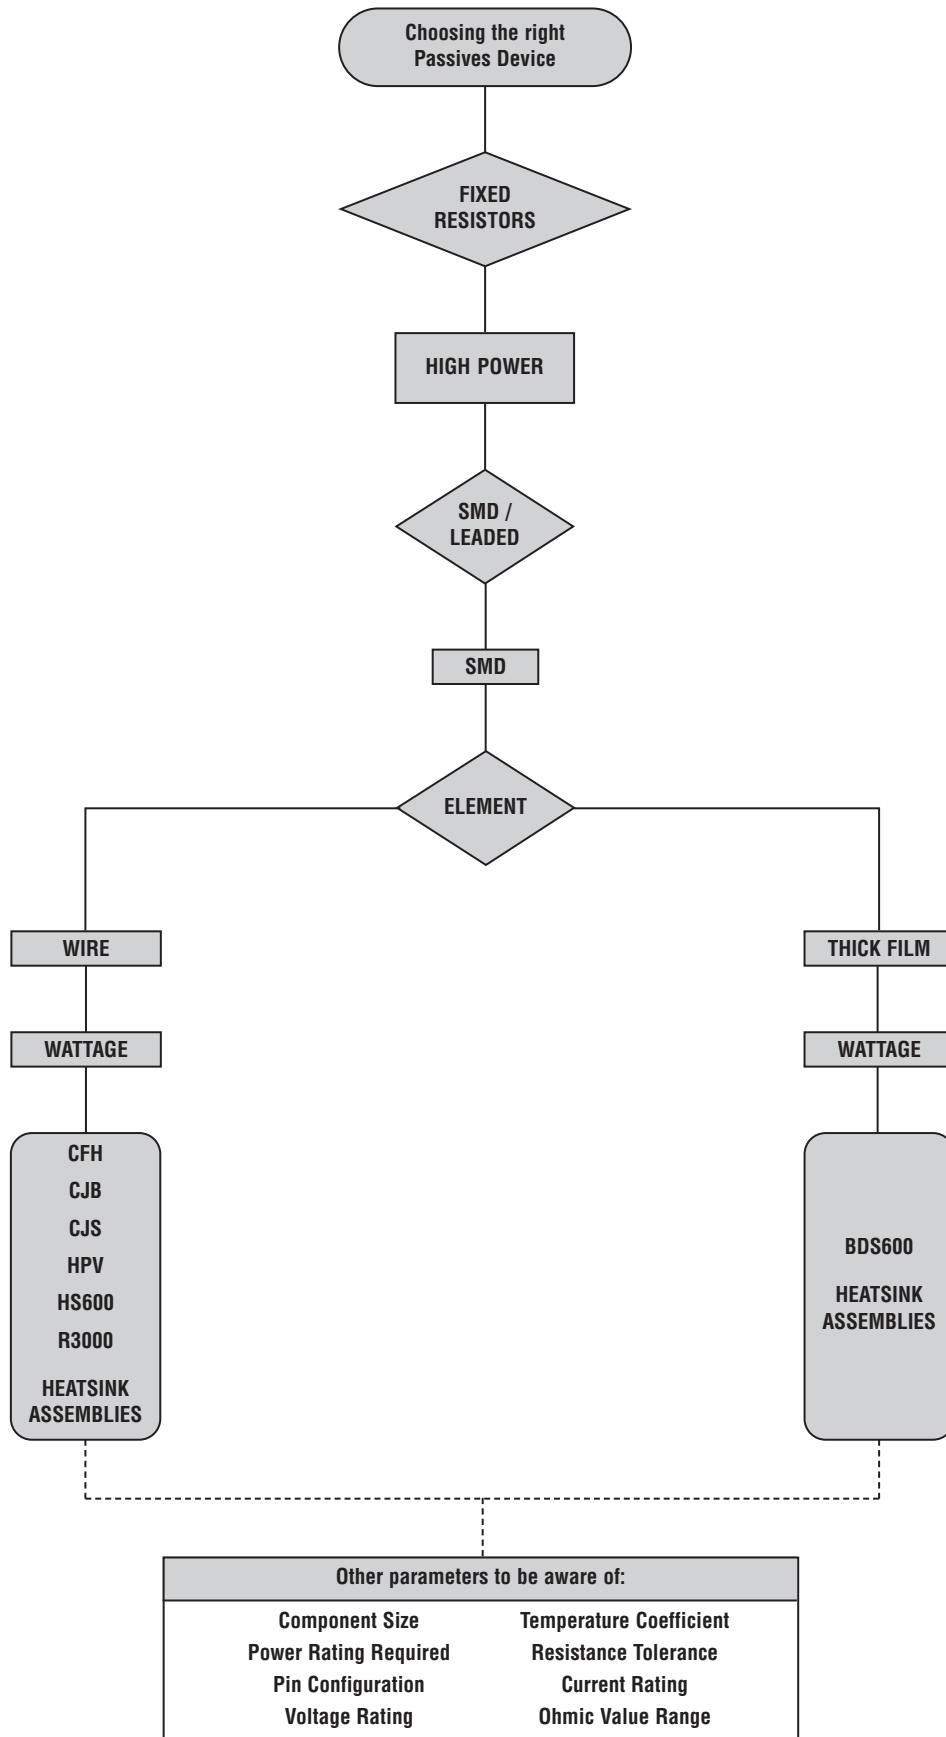 Choosing the right
Passives Device
FIXED
RESISTORS
HIGH POWER
SMD /
LEADED
SMD
ELEMENT
WIRE
THICK FILM
WATTAGE
WATTAGE
CFH
CJB
CJS
HPV
HS600
R3000
HEATSINK
ASSEMBLIES
BDS600
HEATSINK
ASSEMBLIES
Other parameters to be aware of:
Component Size
Temperature Coefficient
Power Rating Required
Resistance Tolerance
Pin Configuration
Current Rating
Voltage Rating
Ohmic Value Range